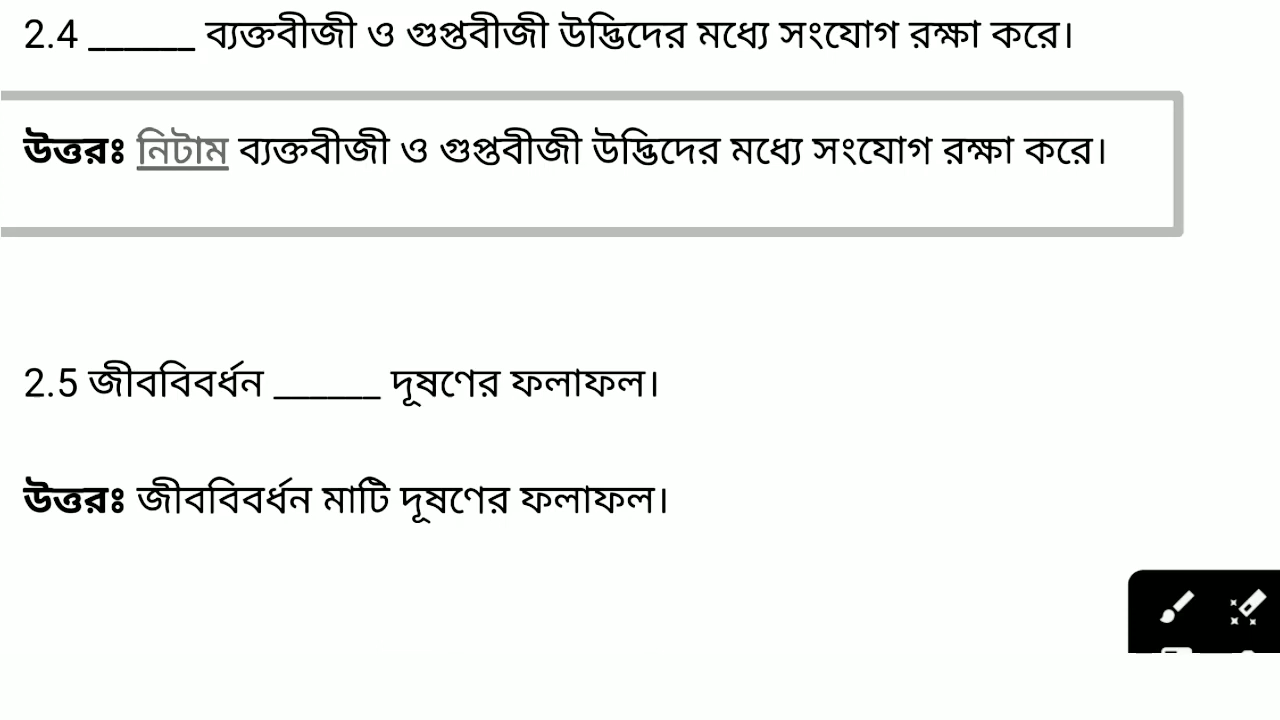 2.4 ______ ব্যক্তবীজী ও গুপ্তবীজী উদ্ভিদের মধ্যে সংযোগ রক্ষা করে।
উত্তরঃ নিটাম ব্যক্তবীজী ও গুপ্তবীজী উদ্ভিদের মধ্যে সংযোগ রক্ষা করে।
2.5 জীববিবর্ধন ______ দূষণের ফলাফল।
উত্তরঃ জীববিবর্ধন মাটি দূষণের ফলাফল।